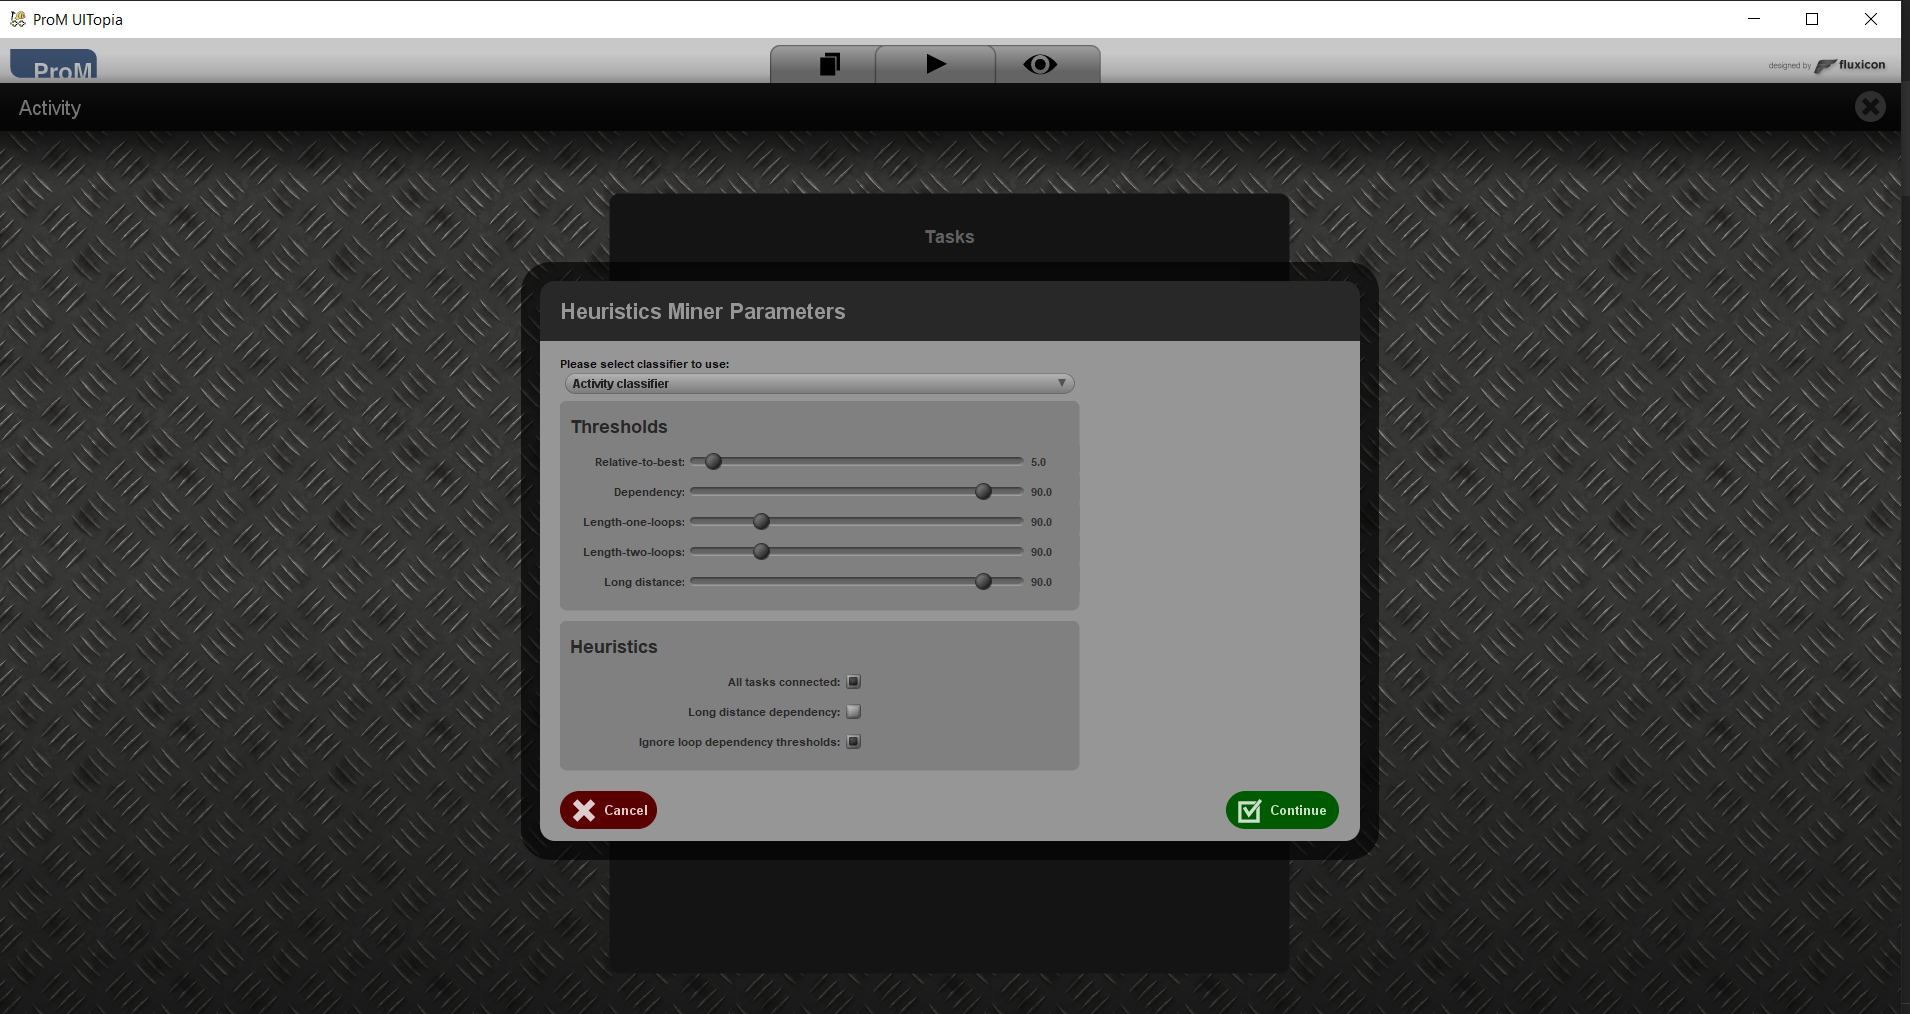 ProM UITopia
ProM
designed by fluxicon
Activity
Tasks
Heuristics Miner Parameters
Please select classifier to use:
Activity classifier
Thresholds
Relative-to-best: 5.0
Dependency: 90.0
Length-one-loops: 90.0
Length-two-loops: 90.0
Long distance: 90.0
Heuristics
All tasks connected:
Long distance dependency:
Ignore loop dependency thresholds:
Cancel Continue